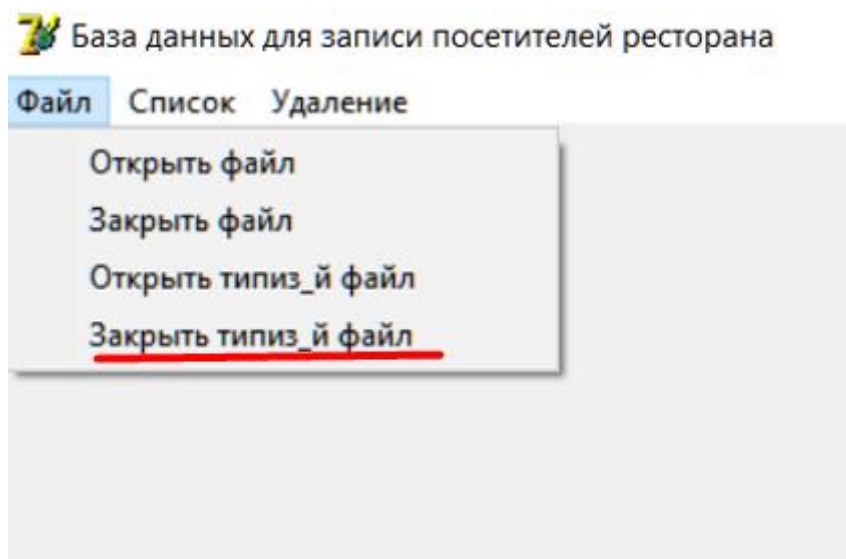 База данных для записи посетителей ресторана
Файл Список Удаление
Открыть файл
Закрыть файл
Открыть типиз_й файл
Закрыть типиз_й файл